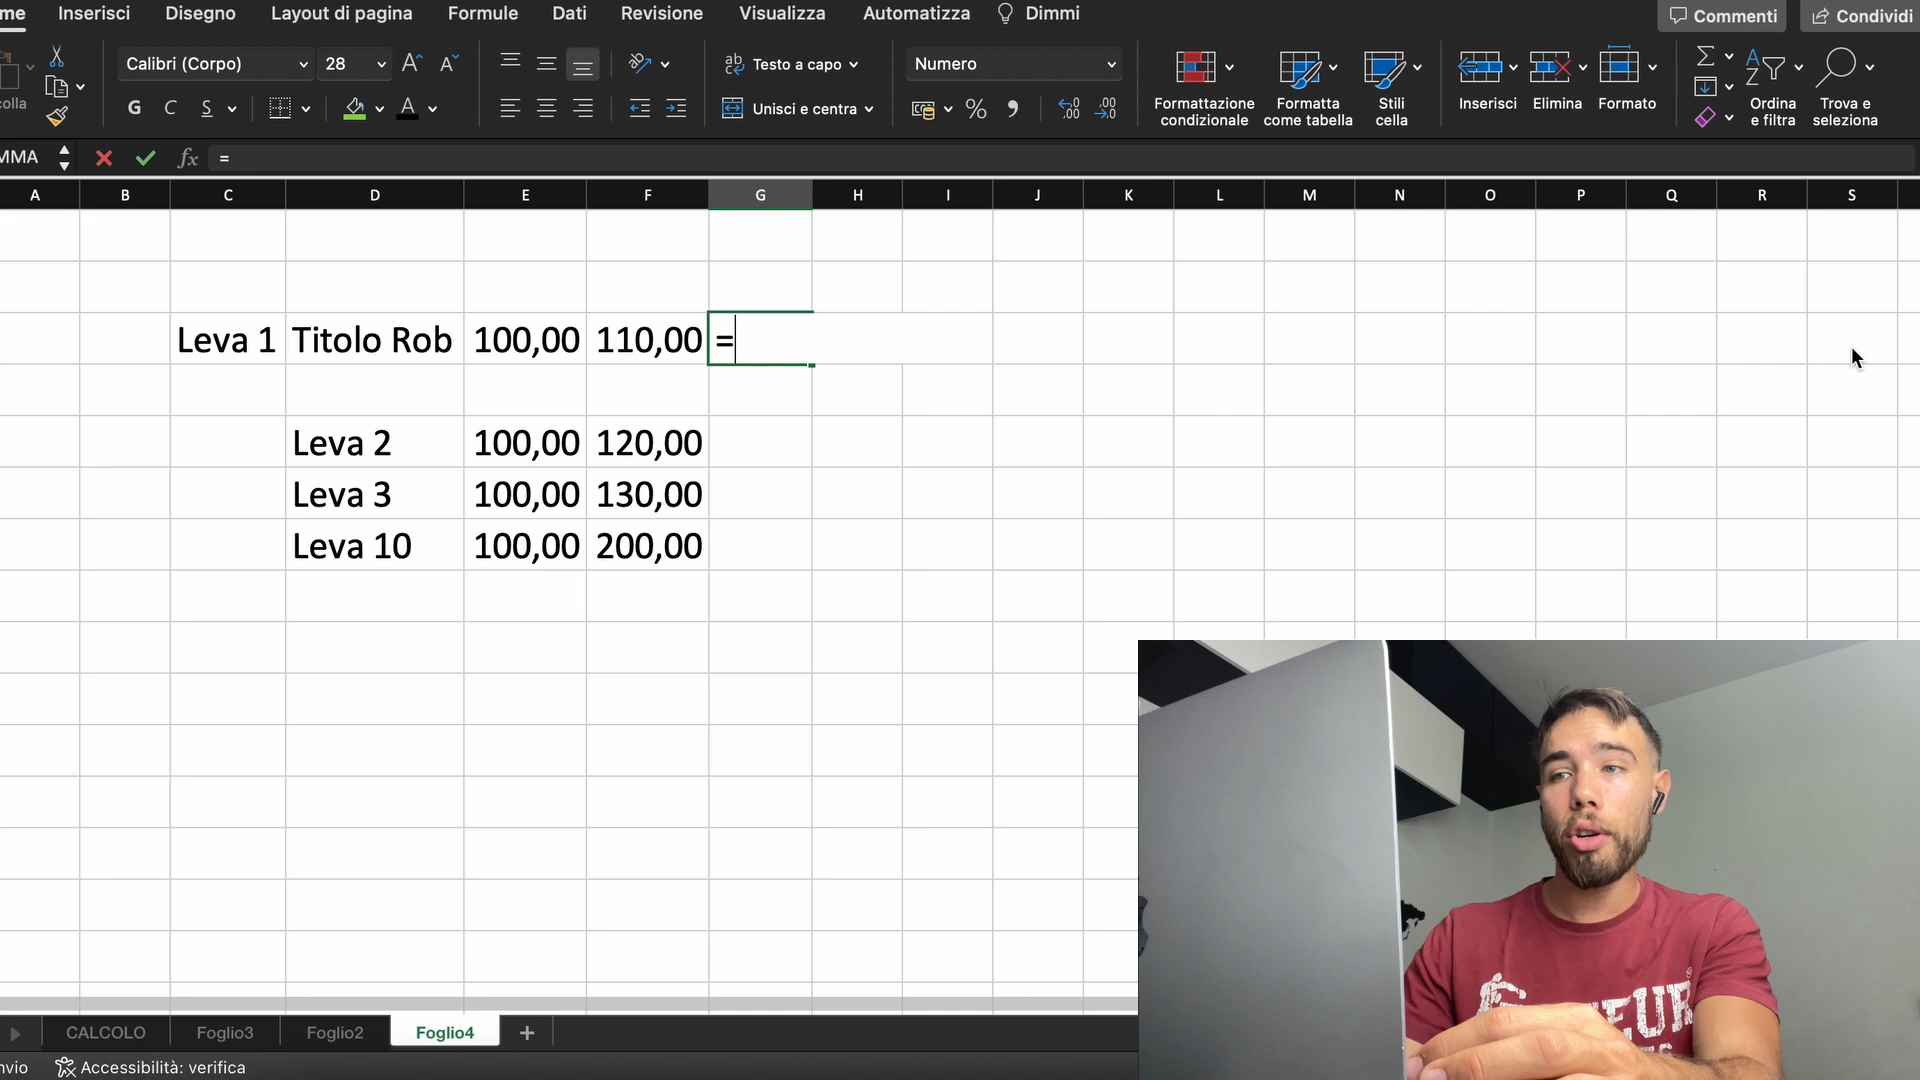 me Inserisci Disegno Layout di pagina Formule Dati Revisione Visualizza Automatizza Dimmi Commenti Condividi
Calibri (Corpo) 28 Testo a capo Numero
olla G C S A Unisci e centra % Formattazione condizionale Formatta come tabella Stili cella Inserisci Elimina Formato Ordina e filtra Trova e seleziona
MMA fx =
A B C D E F G H I J K L M N O P Q R S
Leva 1 Titolo Rob 100,00 110,00 =
Leva 2 100,00 120,00
Leva 3 100,00 130,00
Leva 10 100,00 200,00
CALCOLO Foglio3 Foglio2 Foglio4 +
nvio Accessibilità: verifica